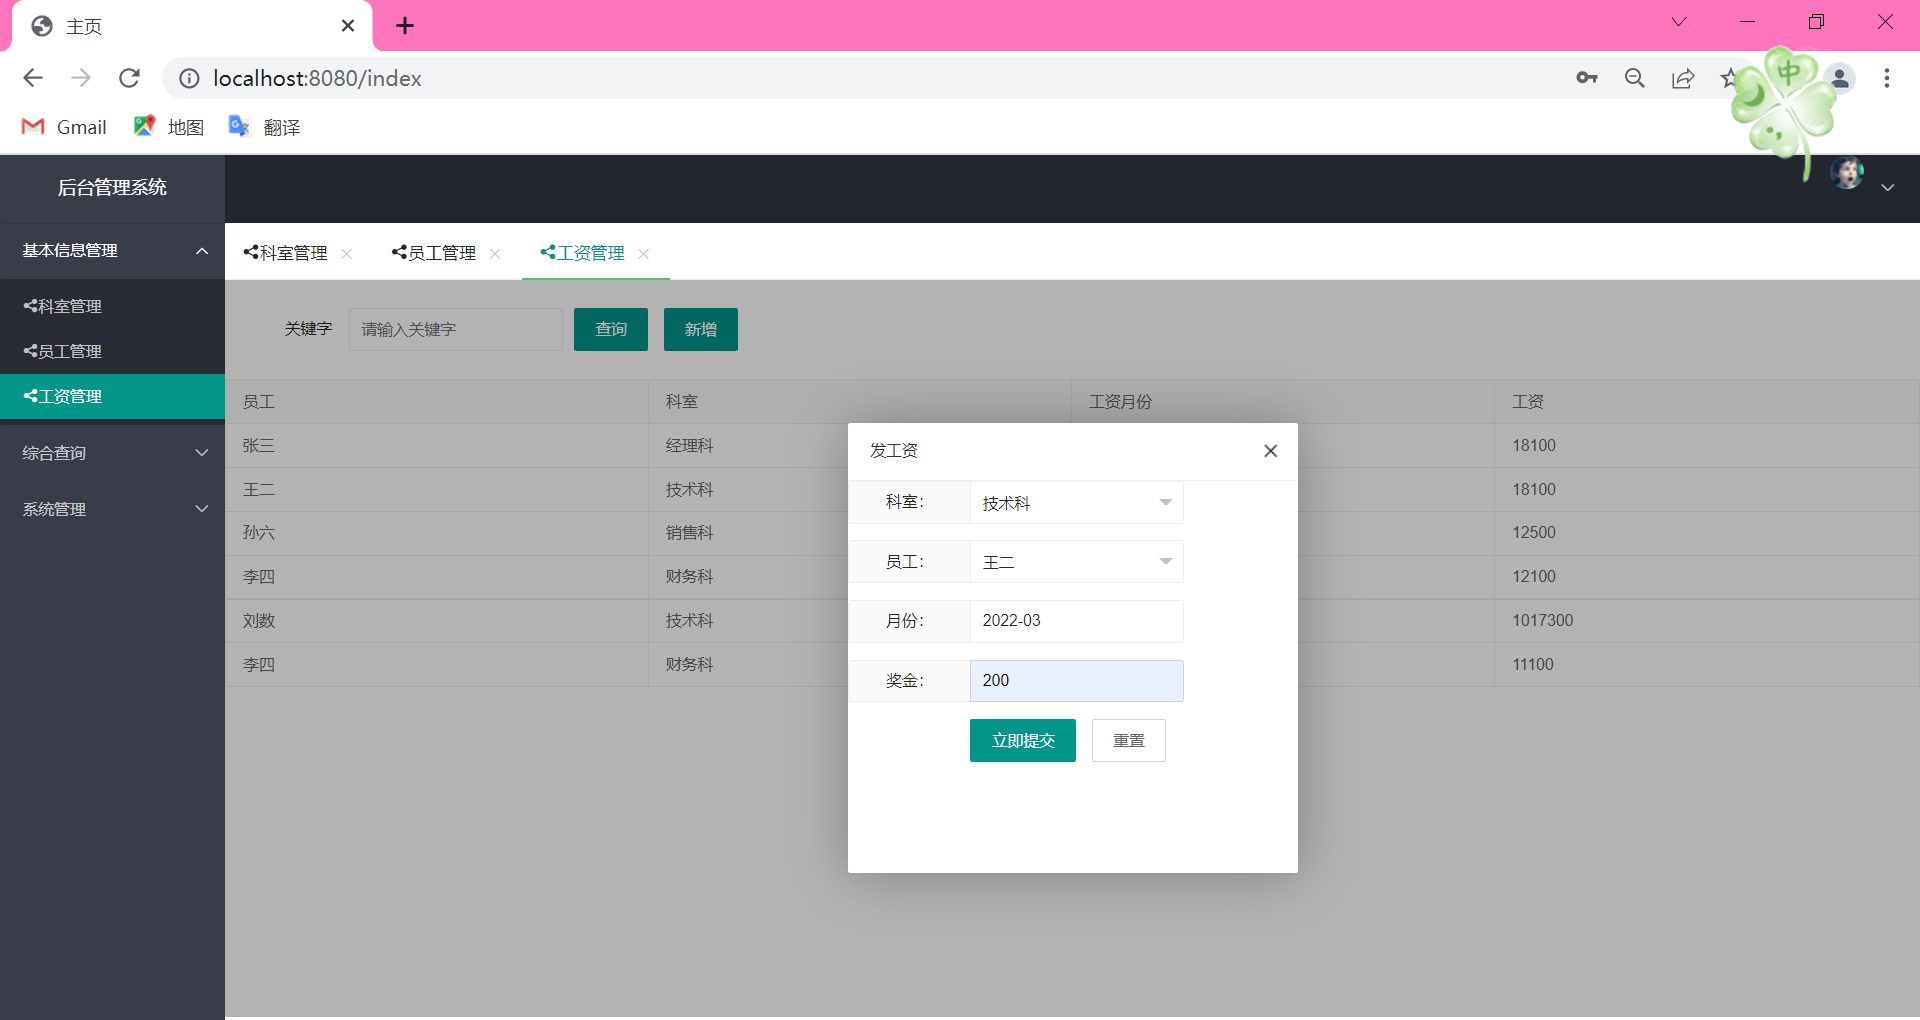 主页
localhost:8080/index
Gmail 地图 翻译
中
后台管理系统
基本信息管理
科室管理
员工管理
工资管理
综合查询
系统管理
科室管理 员工管理 工资管理
关键字 请输入关键字 查询 新增
员工 科室 工资月份 工资
张三 经理科 18100
王二 技术科 18100
孙六 销售科 12500
李四 财务科 12100
刘数 技术科 1017300
李四 财务科 11100
发工资
科室： 技术科
员工： 王二
月份： 2022-03
奖金： 200
立即提交 重置